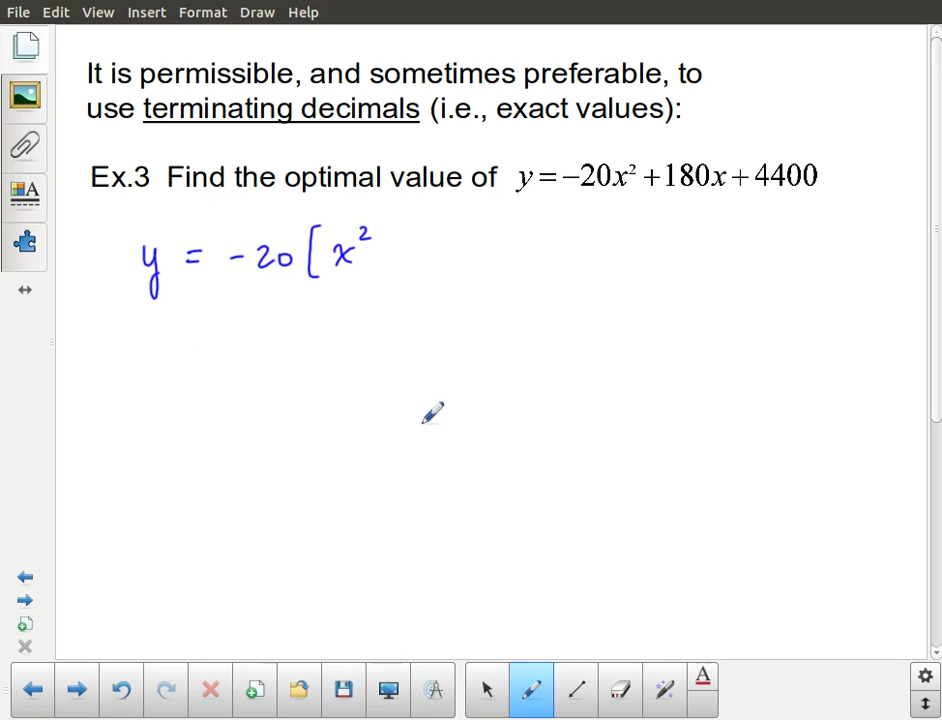 File Edit View Insert Format Draw Help
It is permissible, and sometimes preferable, to
use terminating decimals (i.e., exact values):
Ex.3 Find the optimal value of y = −20x² + 180x + 4400
y = -20 [ x²
A
A